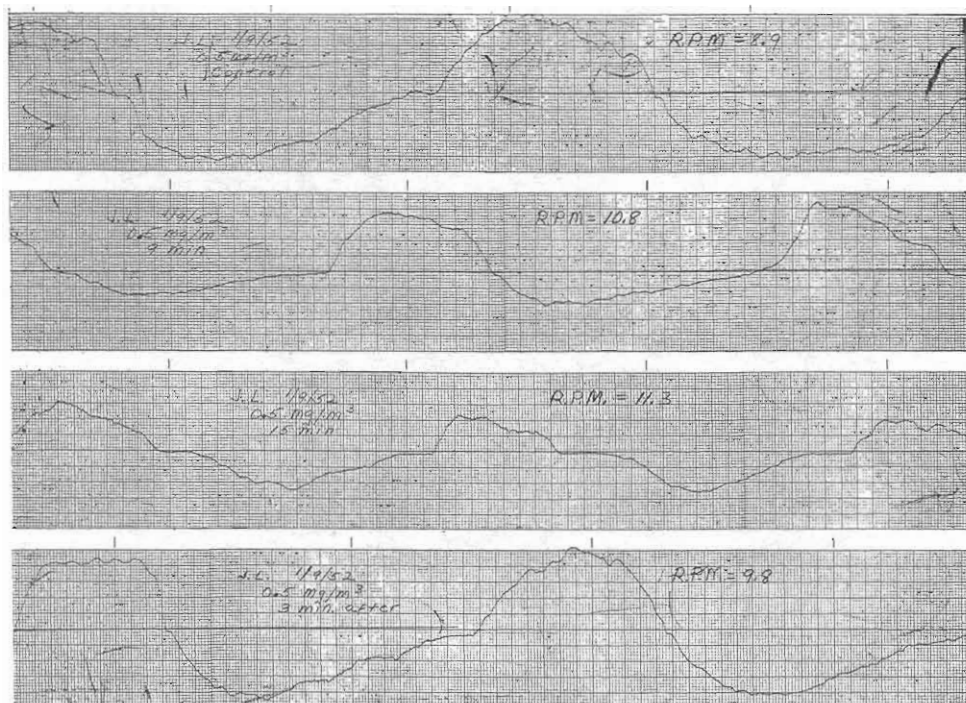 J.L. 1/9/52
0.5 mg/m³
Control
R.P.M = 8.9
J.L. 1/9/52
0.5 mg/m³
9 min
R.P.M = 10.8
J.L. 1/9/52
0.5 mg/m³
15 min
R.P.M. = 11.3
J.L. 1/9/52
0.5 mg/m³
3 min after
R.P.M = 9.8